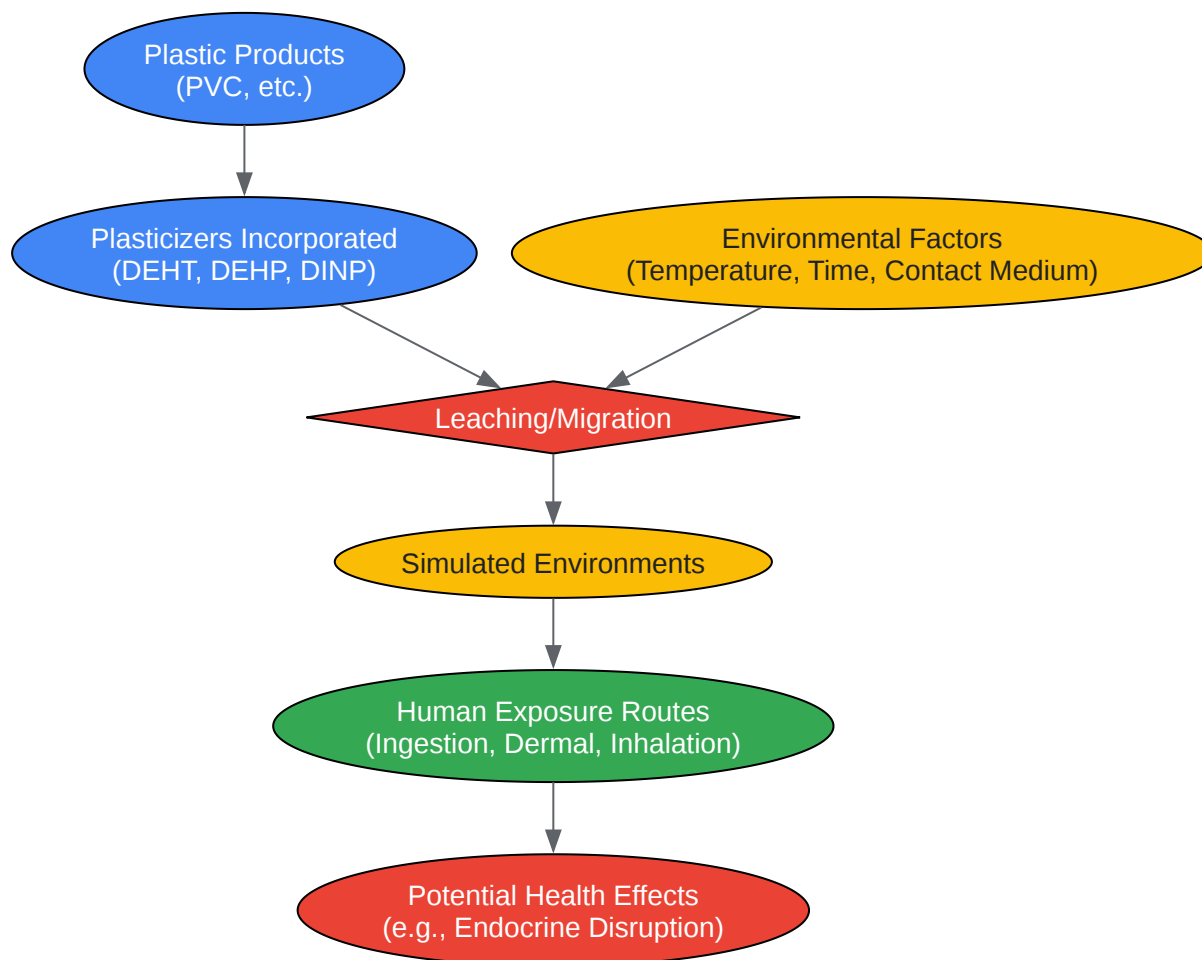 Plastic Products
(PVC, etc.)
Plasticizers Incorporated
(DEHT, DEHP, DINP)
Environmental Factors
(Temperature, Time, Contact Medium)
Leaching/Migration
Simulated Environments
Human Exposure Routes
(Ingestion, Dermal, Inhalation)
Potential Health Effects
(e.g., Endocrine Disruption)